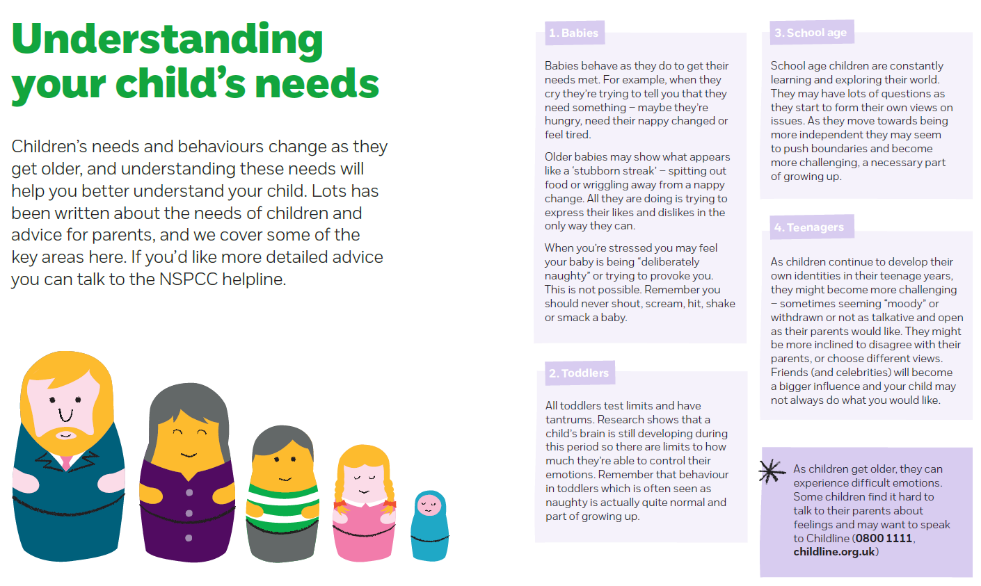 Understanding
your child's needs
Children's needs and behaviours change as they
get older, and understanding these needs will
help you better understand your child. Lots has
been written about the needs of children and
advice for parents, and we cover some of the
key areas here. If you'd like more detailed advice
you can talk to the NSPCC helpline.
1. Babies
Babies behave as they do to get their
needs met. For example, when they
cry they're trying to tell you that they
need something – maybe they're
hungry, need their nappy changed or
feel tired.
Older babies may show what appears
like a 'stubborn streak' – spitting out
food or wriggling away from a nappy
change. All they are doing is trying to
express their likes and dislikes in the
only way they can.
When you're stressed you may feel
your baby is being "deliberately
naughty" or trying to provoke you.
This is not possible. Remember you
should never shout, scream, hit, shake
or smack a baby.
2. Toddlers
All toddlers test limits and have
tantrums. Research shows that a
child's brain is still developing during
this period so there are limits to how
much they're able to control their
emotions. Remember that behaviour
in toddlers which is often seen as
naughty is actually quite normal and
part of growing up.
3. School age
School age children are constantly
learning and exploring their world.
They may have lots of questions as
they start to form their own views on
issues. As they move towards being
more independent they may seem
to push boundaries and become
more challenging, a necessary part
of growing up.
4. Teenagers
As children continue to develop their
own identities in their teenage years,
they might become more challenging
– sometimes seeming "moody" or
withdrawn or not as talkative and open
as their parents would like. They might
be more inclined to disagree with their
parents, or choose different views.
Friends (and celebrities) will become
a bigger influence and your child may
not always do what you would like.
As children get older, they can
experience difficult emotions.
Some children find it hard to
talk to their parents about
feelings and may want to speak
to Childline (0800 1111,
childline.org.uk)